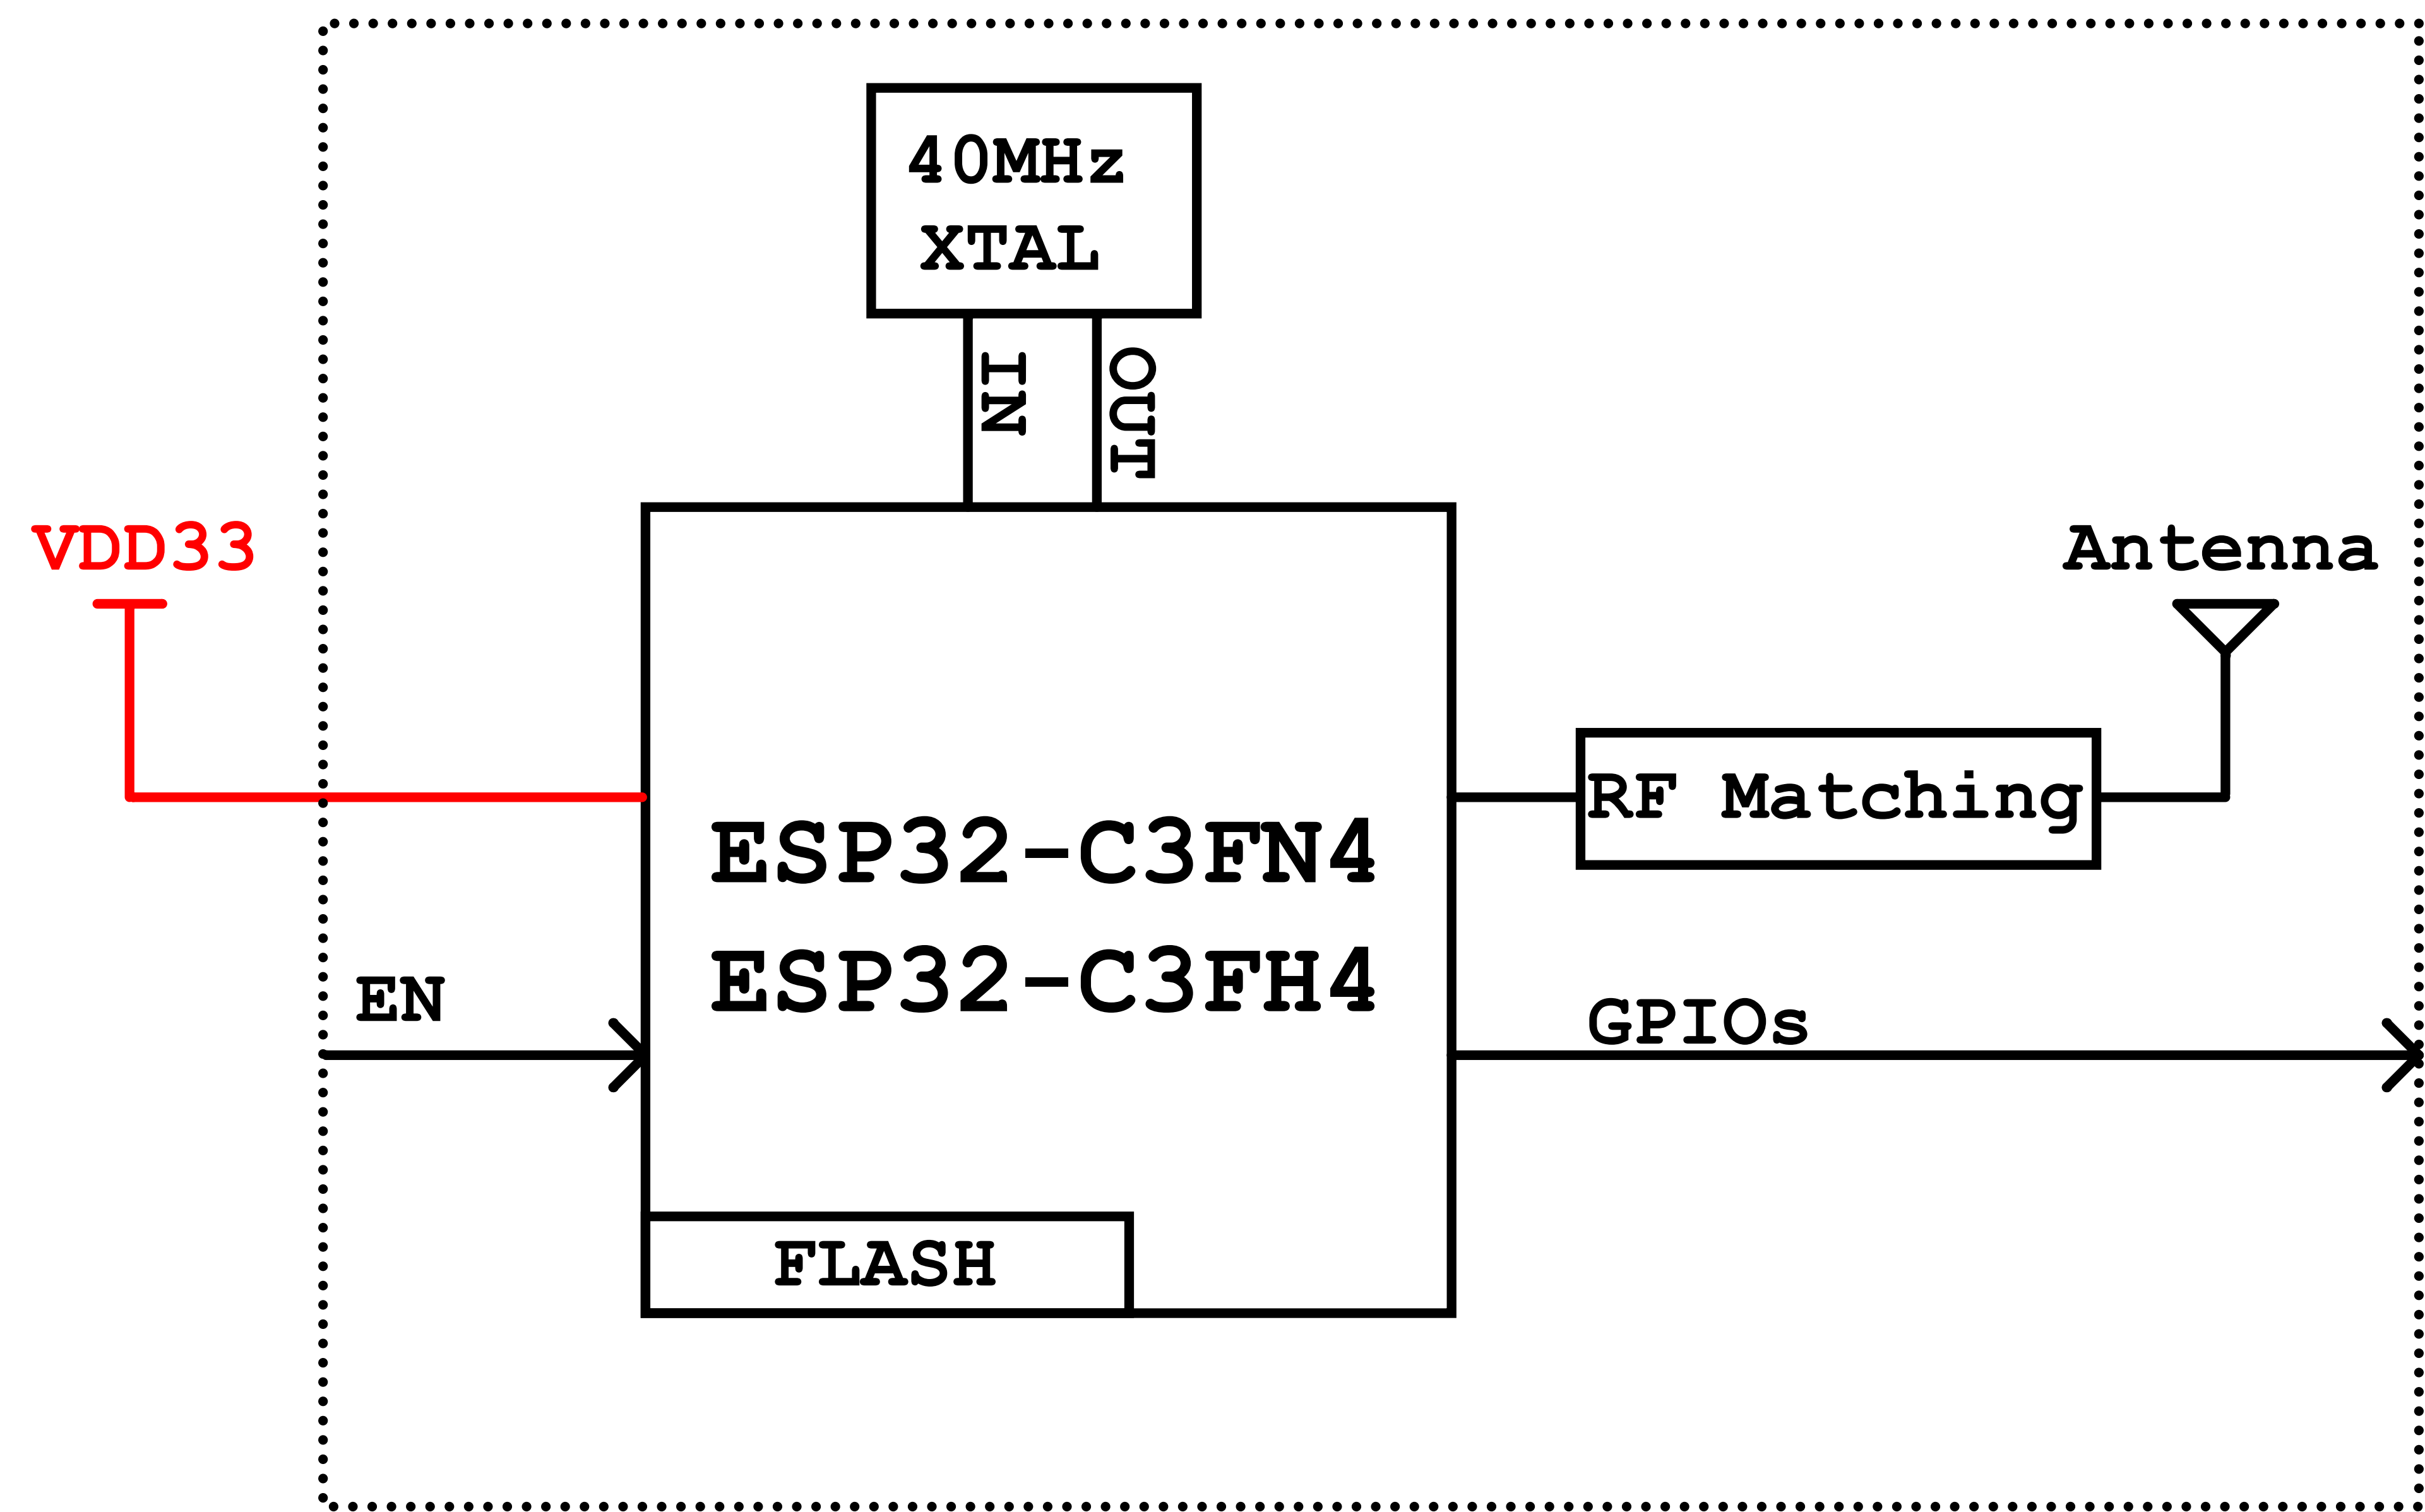 40MHz
XTAL
IN
OUT
VDD33
Antenna
RF Matching
ESP32-C3FN4
ESP32-C3FH4
EN
GPIOs
FLASH